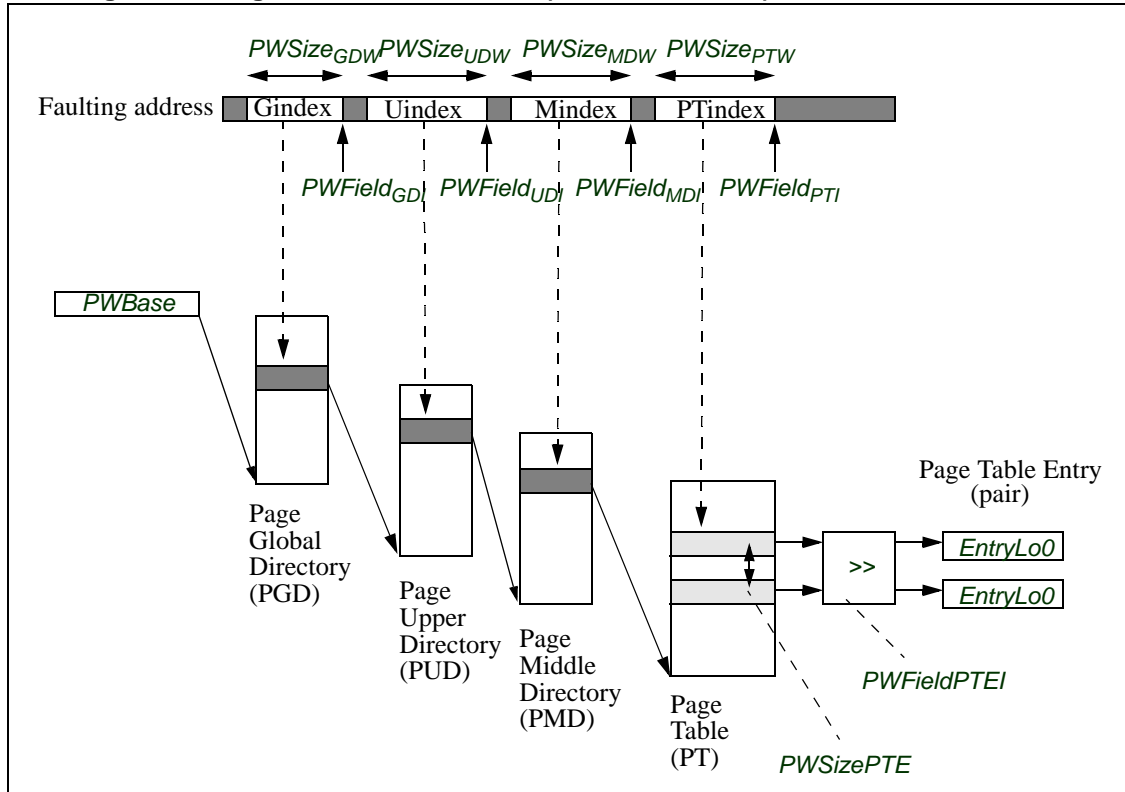 PWSizeGDW PWSizeUDW PWSizeMDW PWSizePTW
Faulting address Gindex Uindex Mindex PTindex
PWFieldGDI PWFieldUDI PWFieldMDI PWFieldPTI
PWBase
Page
Global
Directory
(PGD)
Page
Upper
Directory
(PUD)
Page
Middle
Directory
(PMD)
Page
Table
(PT)
Page Table Entry
(pair)
EntryLo0
>>
EntryLo0
PWFieldPTEI
PWSizePTE